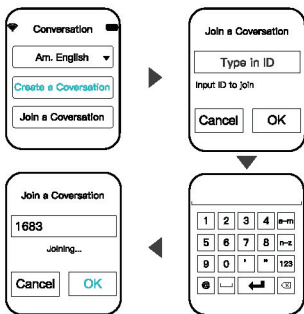 Conversation
Am. English
Create a Coversation
Join a Coversation
Join a Coversation
Type in ID
Input ID to join
Cancel OK
Join a Coversation
1683
Joining...
Cancel OK
1 2 3 4 a-m
5 6 7 8 n-z
9 0 ' " 123
@